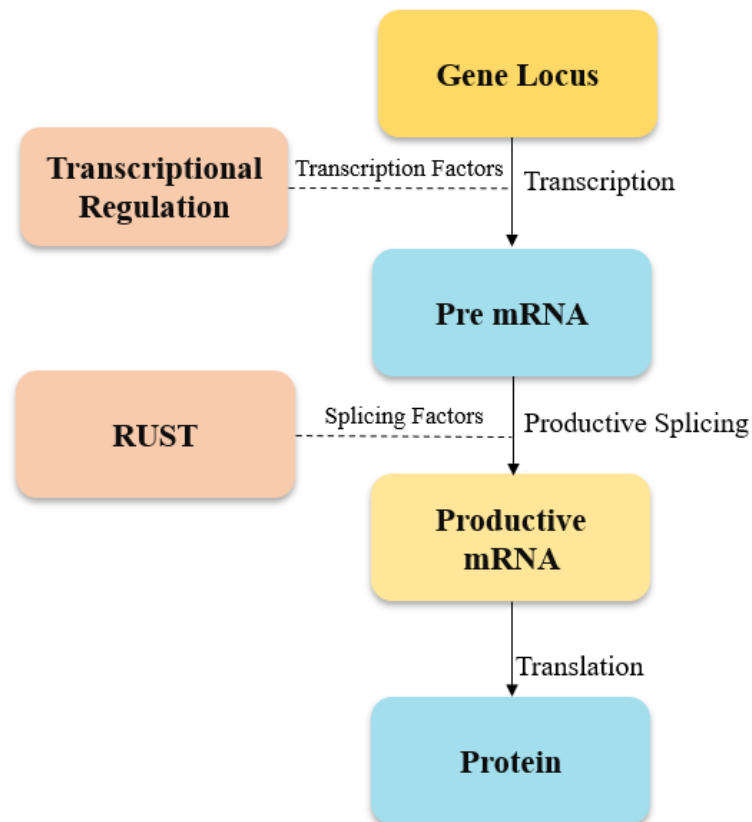 Gene Locus
Transcriptional
Regulation
Transcription Factors
Transcription
Pre mRNA
RUST
Splicing Factors
Productive Splicing
Productive
mRNA
Translation
Protein